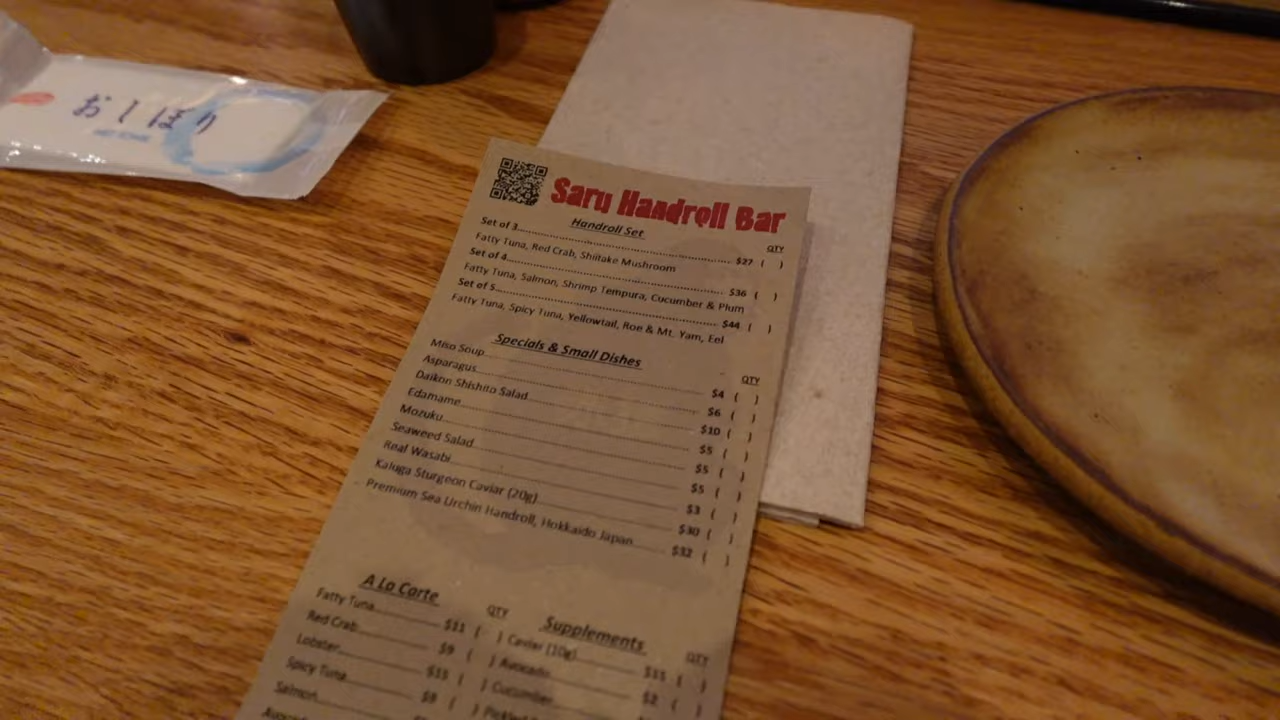 おしぼり
Saru Handroll Bar
Handroll Set
QTY
Set of 3 $27 ( )
Fatty Tuna, Red Crab, Shiitake Mushroom
Set of 4 $36 ( )
Fatty Tuna, Salmon, Shrimp Tempura, Cucumber & Plum
Set of 5 $44 ( )
Fatty Tuna, Spicy Tuna, Yellowtail, Roe & Mt. Yam, Eel
Specials & Small Dishes
QTY
Miso Soup $4 ( )
Asparagus $6 ( )
Daikon Shishito Salad $10 ( )
Edamame $5 ( )
Mozuku $5 ( )
Seaweed Salad $5 ( )
Real Wasabi $3 ( )
Kaluga Sturgeon Caviar (20g) $30 ( )
Premium Sea Urchin Handroll, Hokkaido Japan $32 ( )
A La Carte
QTY
Fatty Tuna $11 ( )
Red Crab $9 ( )
Lobster ( )
Spicy Tuna $9 ( )
Salmon
Supplements
QTY
Caviar (10g) $15 ( )
Avocado $2 ( )
Cucumber